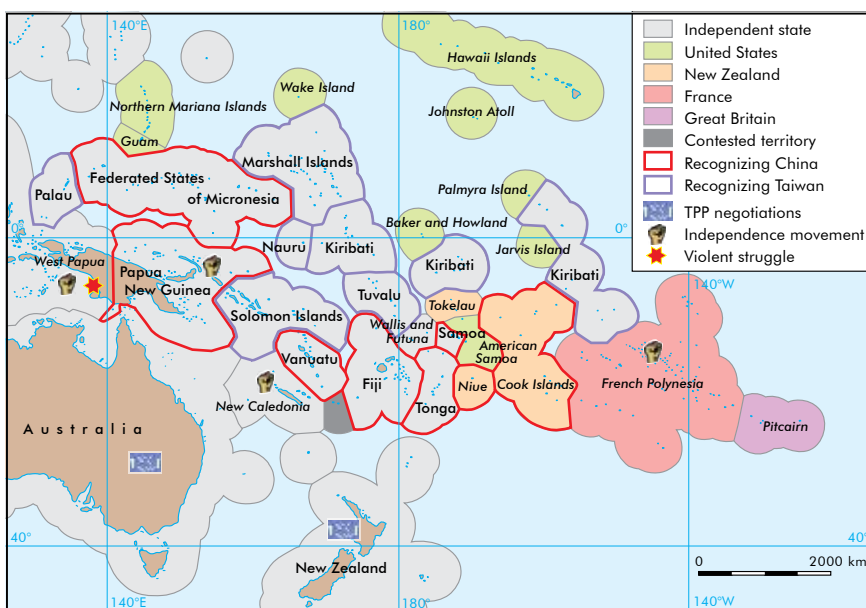 140°E
180°
Independent state
United States
New Zealand
France
Great Britain
Contested territory
Recognizing China
Recognizing Taiwan
TPP negotiations
Independence movement
Violent struggle
Hawaii Islands
Wake Island
Northern Mariana Islands
Johnston Atoll
Guam
Marshall Islands
Federated States
of Micronesia
Palau
Palmyra Island
Baker and Howland
0°
0°
Nauru
Kiribati
Jarvis Island
West Papua
Papua
New Guinea
Kiribati
Kiribati
140°W
Tuvalu
Tokelau
Solomon Islands
Wallis and
Futuna
Samoa
American
Samoa
Vanuatu
Fiji
Niue
Cook Islands
French Polynesia
New Caledonia
Tonga
Australia
Pitcairn
40°
40°
New Zealand
0
2000 km
140°E
180°
140°W